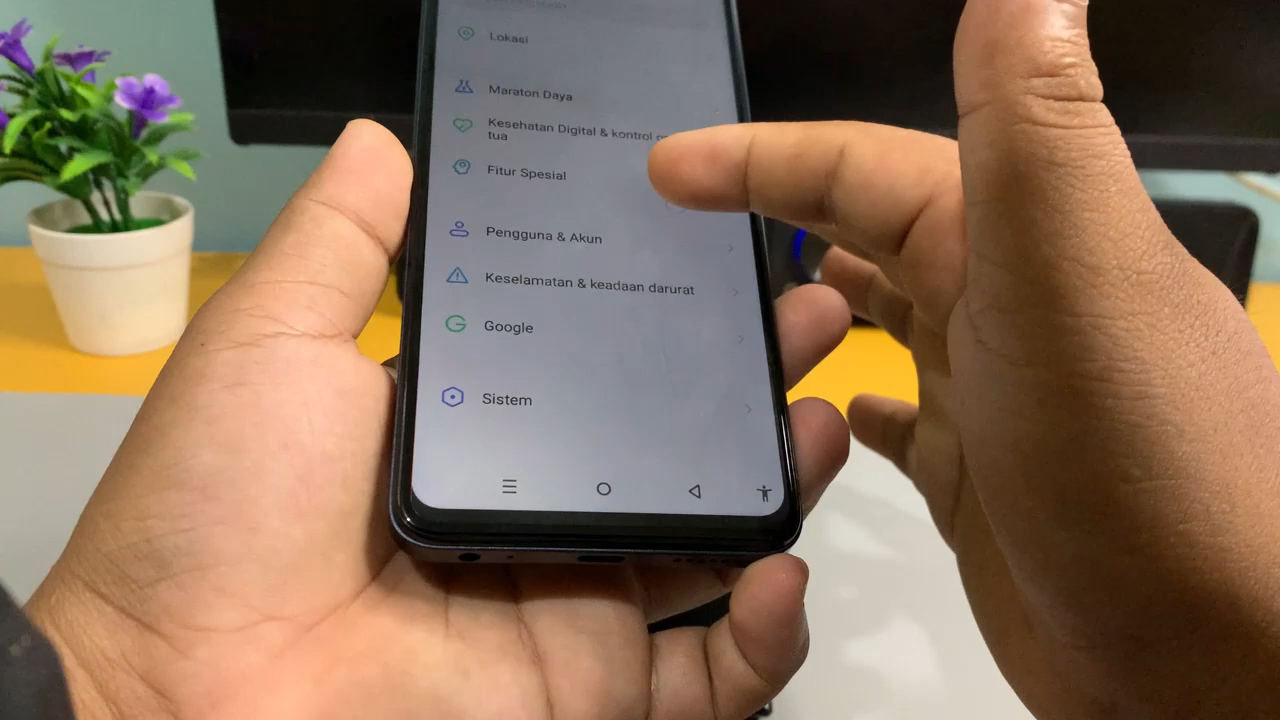 Lokasi
Maraton Daya
Kesehatan Digital & kontrol
tua
Fitur Spesial
Pengguna & Akun
Keselamatan & keadaan darurat
Google
Sistem